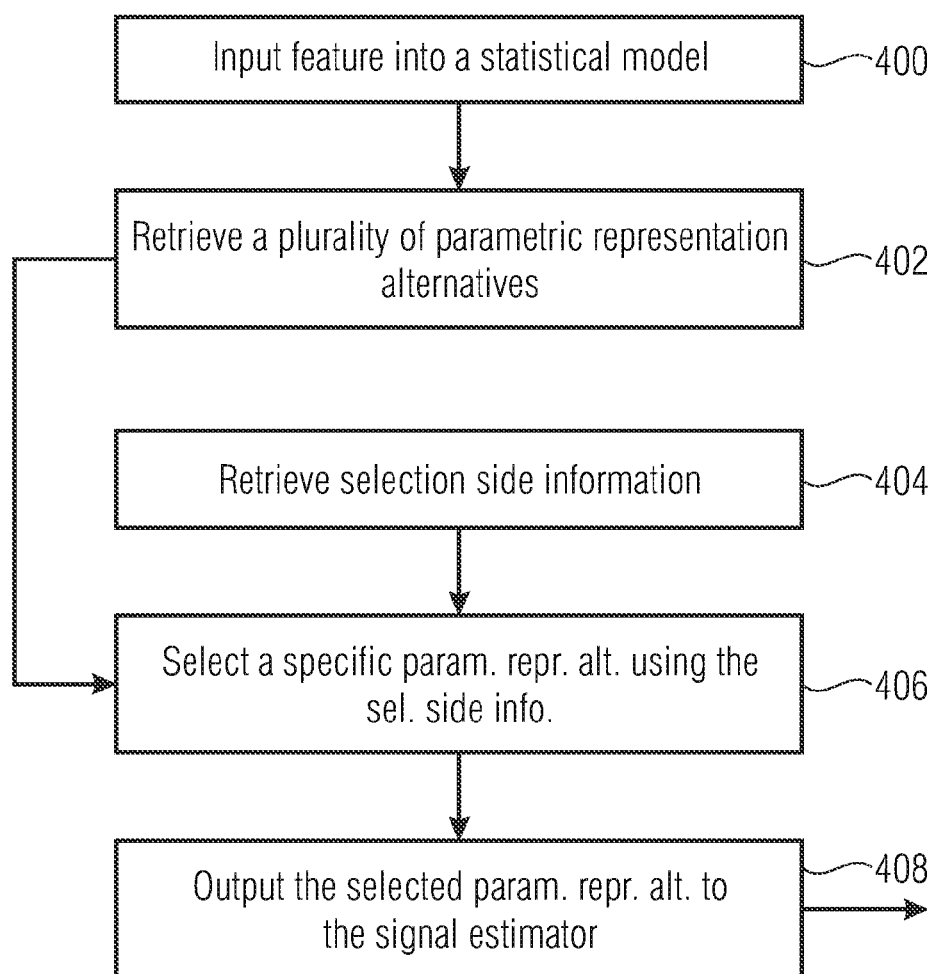 Input feature into a statistical model
400
Retrieve a plurality of parametric representation
alternatives
402
Retrieve selection side information
404
Select a specific param. repr. alt. using the
sel. side info.
406
Output the selected param. repr. alt. to
the signal estimator
408